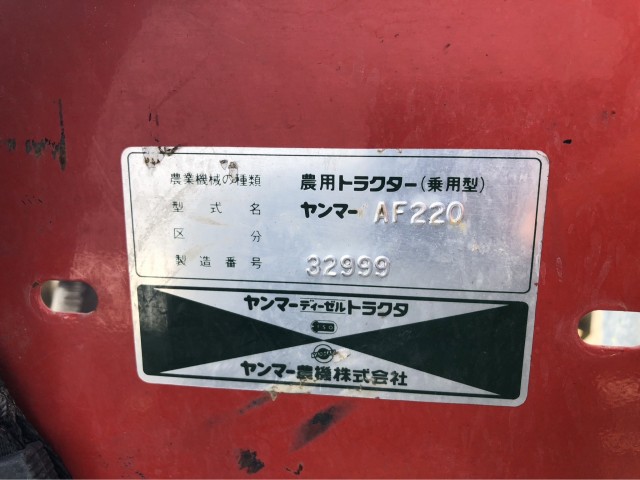 農業機械の種類 農用トラクター(乗用型)
型式名 ヤンマー AF220
区分
製造番号 32999
ヤンマーディーゼルトラクタ
ヤンマー農機株式会社